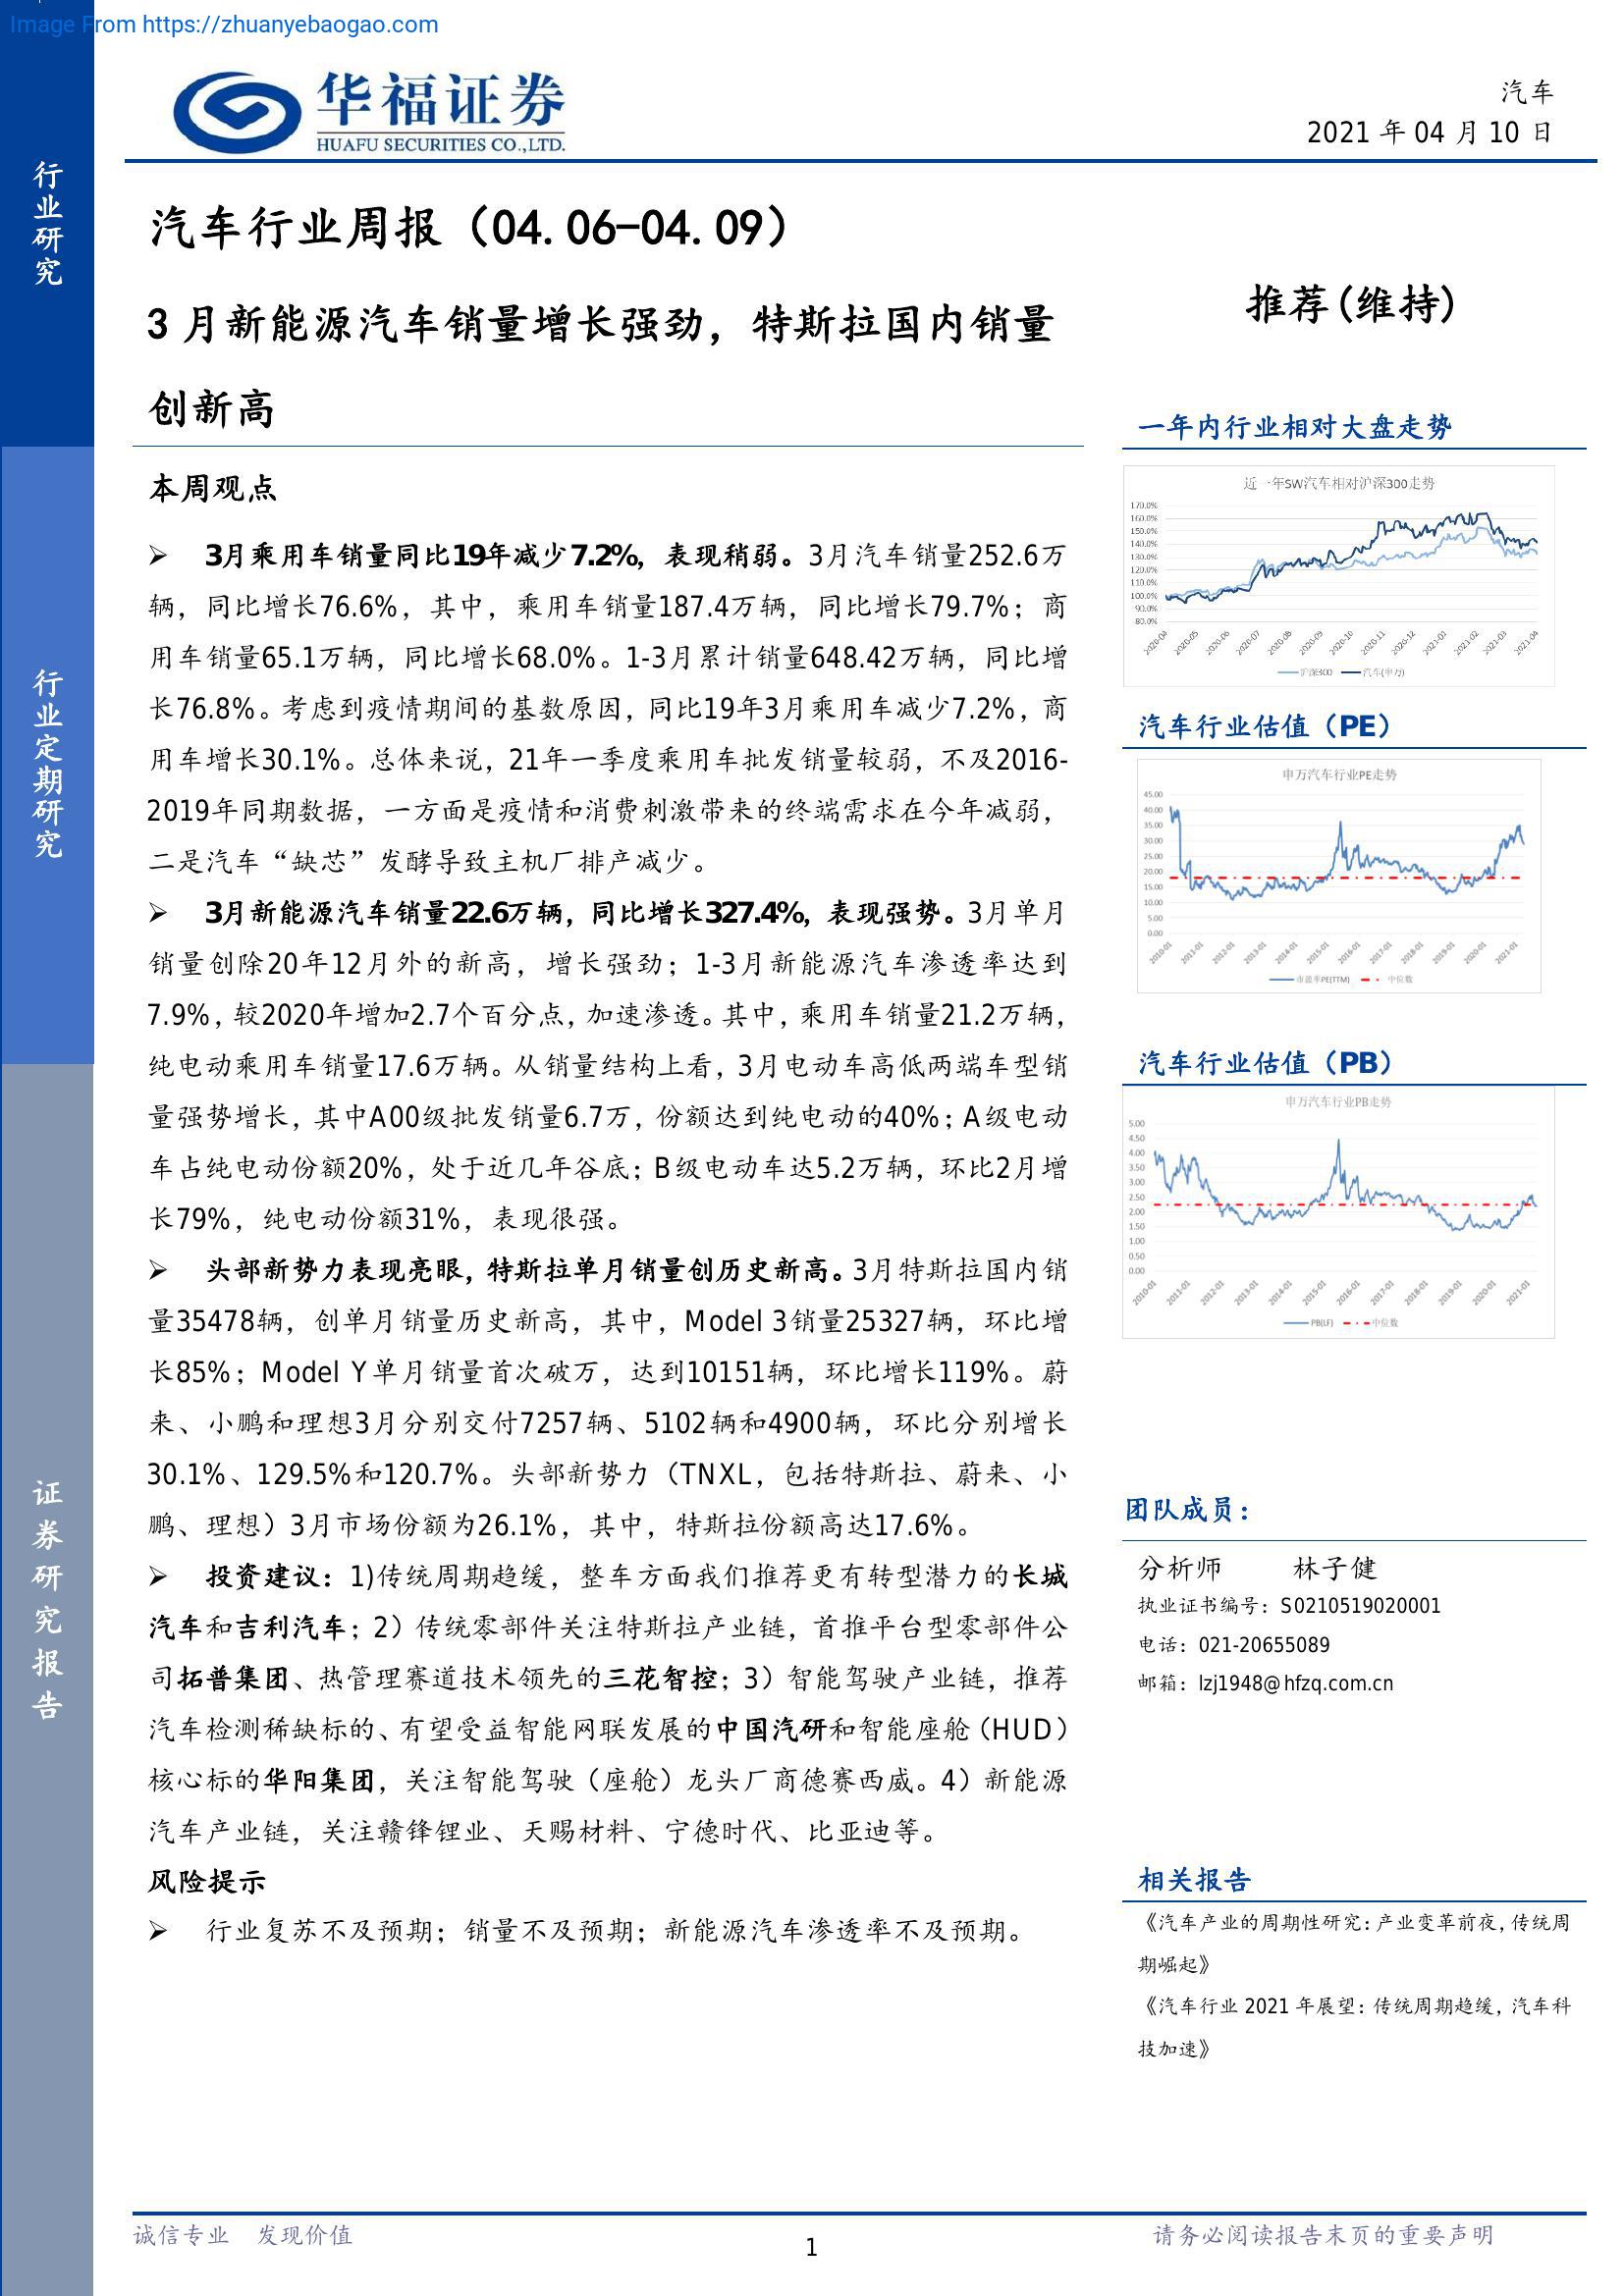 Image From https://zhuanyebaogao.com
华福证券
HUAFU SECURITIES CO.,LTD.
汽车
2021 年 04 月 10 日
行业研究
行业定期研究
证券研究报告
汽车行业周报（04.06-04.09）
3 月新能源汽车销量增长强劲，特斯拉国内销量
创新高
推荐(维持)
本周观点
➢ 3月乘用车销量同比19年减少7.2%，表现稍弱。3月汽车销量252.6万
辆，同比增长76.6%，其中，乘用车销量187.4万辆，同比增长79.7%；商
用车销量65.1万辆，同比增长68.0%。1-3月累计销量648.42万辆，同比增
长76.8%。考虑到疫情期间的基数原因，同比19年3月乘用车减少7.2%，商
用车增长30.1%。总体来说，21年一季度乘用车批发销量较弱，不及2016-
2019年同期数据，一方面是疫情和消费刺激带来的终端需求在今年减弱，
二是汽车“缺芯”发酵导致主机厂排产减少。
➢ 3月新能源汽车销量22.6万辆，同比增长327.4%，表现强势。3月单月
销量创除20年12月外的新高，增长强劲；1-3月新能源汽车渗透率达到
7.9%，较2020年增加2.7个百分点，加速渗透。其中，乘用车销量21.2万辆，
纯电动乘用车销量17.6万辆。从销量结构上看，3月电动车高低两端车型销
量强势增长，其中A00级批发销量6.7万，份额达到纯电动的40%；A级电动
车占纯电动份额20%，处于近几年谷底；B级电动车达5.2万辆，环比2月增
长79%，纯电动份额31%，表现很强。
➢ 头部新势力表现亮眼，特斯拉单月销量创历史新高。3月特斯拉国内销
量35478辆，创单月销量历史新高，其中，Model 3销量25327辆，环比增
长85%；Model Y单月销量首次破万，达到10151辆，环比增长119%。蔚
来、小鹏和理想3月分别交付7257辆、5102辆和4900辆，环比分别增长
30.1%、129.5%和120.7%。头部新势力（TNXL，包括特斯拉、蔚来、小
鹏、理想）3月市场份额为26.1%，其中，特斯拉份额高达17.6%。
➢ 投资建议：1)传统周期趋缓，整车方面我们推荐更有转型潜力的长城
汽车和吉利汽车；2）传统零部件关注特斯拉产业链，首推平台型零部件公
司拓普集团、热管理赛道技术领先的三花智控；3）智能驾驶产业链，推荐
汽车检测稀缺标的、有望受益智能网联发展的中国汽研和智能座舱（HUD）
核心标的华阳集团，关注智能驾驶（座舱）龙头厂商德赛西威。4）新能源
汽车产业链，关注赣锋锂业、天赐材料、宁德时代、比亚迪等。
风险提示
➢ 行业复苏不及预期；销量不及预期；新能源汽车渗透率不及预期。
一年内行业相对大盘走势
近一年SW汽车相对沪深300走势
170.0%
160.0%
150.0%
140.0%
130.0%
120.0%
110.0%
100.0%
90.0%
80.0%
2020-04 2020-05 2020-06 2020-07 2020-08 2020-09 2020-10 2020-11 2020-12 2021-01 2021-02 2021-03 2021-04
沪深300 汽车(申万)
汽车行业估值（PE）
申万汽车行业PE走势
45.00
40.00
35.00
30.00
25.00
20.00
15.00
10.00
5.00
0.00
2010-01 2011-01 2012-01 2013-01 2014-01 2015-01 2016-01 2017-01 2018-01 2019-01 2020-01 2021-01
市盈率PE(TTM) 中位数
汽车行业估值（PB）
申万汽车行业PB走势
5.00
4.50
4.00
3.50
3.00
2.50
2.00
1.50
1.00
0.50
0.00
2010-01 2011-01 2012-01 2013-01 2014-01 2015-01 2016-01 2017-01 2018-01 2019-01 2020-01 2021-01
PB(LF) 中位数
团队成员：
分析师 林子健
执业证书编号：S0210519020001
电话：021-20655089
邮箱：lzj1948@hfzq.com.cn
相关报告
《汽车产业的周期性研究：产业变革前夜，传统周
期崛起》
《汽车行业 2021 年展望：传统周期趋缓，汽车科
技加速》
诚信专业 发现价值
1
请务必阅读报告末页的重要声明